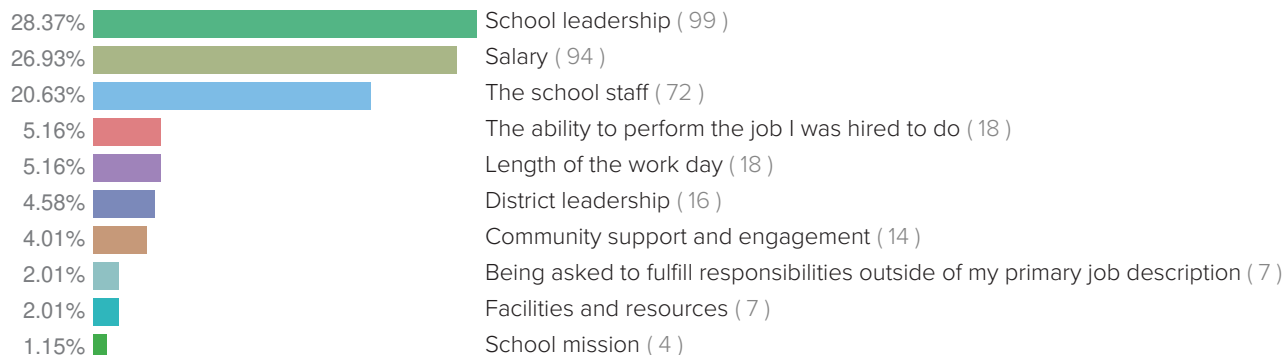 28.37% School leadership ( 99 )
26.93% Salary ( 94 )
20.63% The school staff ( 72 )
5.16% The ability to perform the job I was hired to do ( 18 )
5.16% Length of the work day ( 18 )
4.58% District leadership ( 16 )
4.01% Community support and engagement ( 14 )
2.01% Being asked to fulfill responsibilities outside of my primary job description ( 7 )
2.01% Facilities and resources ( 7 )
1.15% School mission ( 4 )